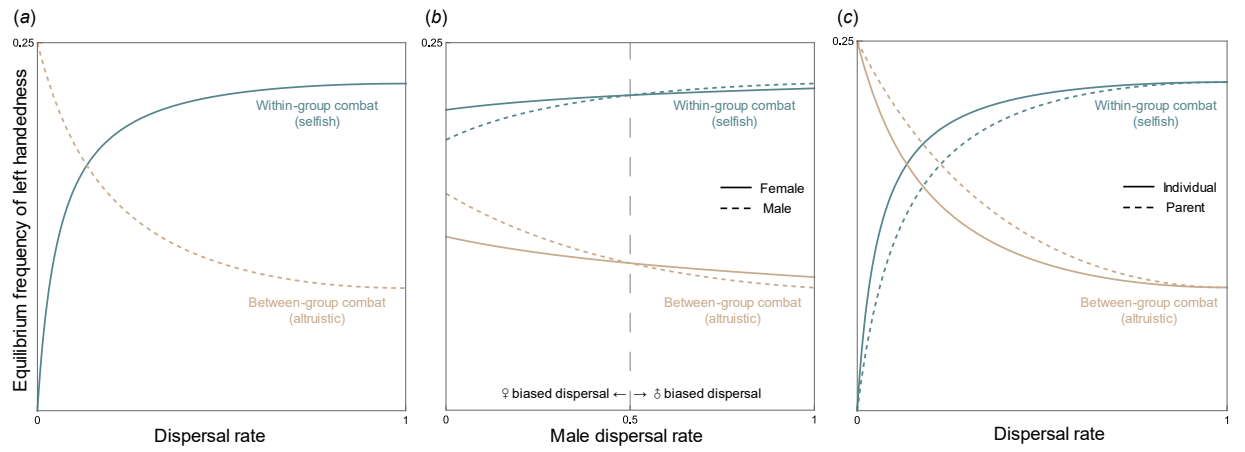 (a)
0.25
Equilibrium frequency of left handedness
Within-group combat
(selfish)
Between-group combat
(altruistic)
0
1
Dispersal rate
(b)
0.25
Within-group combat
(selfish)
Female
Male
Between-group combat
(altruistic)
♀ biased dispersal ← → ♂ biased dispersal
0
0.5
1
Male dispersal rate
(c)
0.25
Within-group combat
(selfish)
Individual
Parent
Between-group combat
(altruistic)
0
1
Dispersal rate